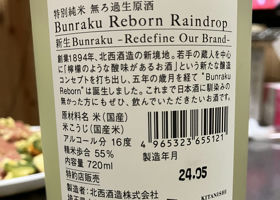 特別純米 無ろ過生原酒
Bunraku Reborn Raindrop
新生Bunraku -Redefine Our Brand-
創業1894年、北西酒造の新境地。若手の蔵人を中心
に「檸檬のような酸味があるお酒」という新たな醸造
コンセプトを打ち出し、五年の歳月を経て "Bunraku
Reborn"は誕生しました。これまで日本酒に馴染みの
無かった方にも、飲んでいただきたいお酒です。
原材料名 米(国産)
米こうじ(国産米)
アルコール分 16度
精米歩合 55%
内容量 720ml
特約店販売
製造者 北西酒造株
4 965323 655121
製造年月
24.05
KITANISHI